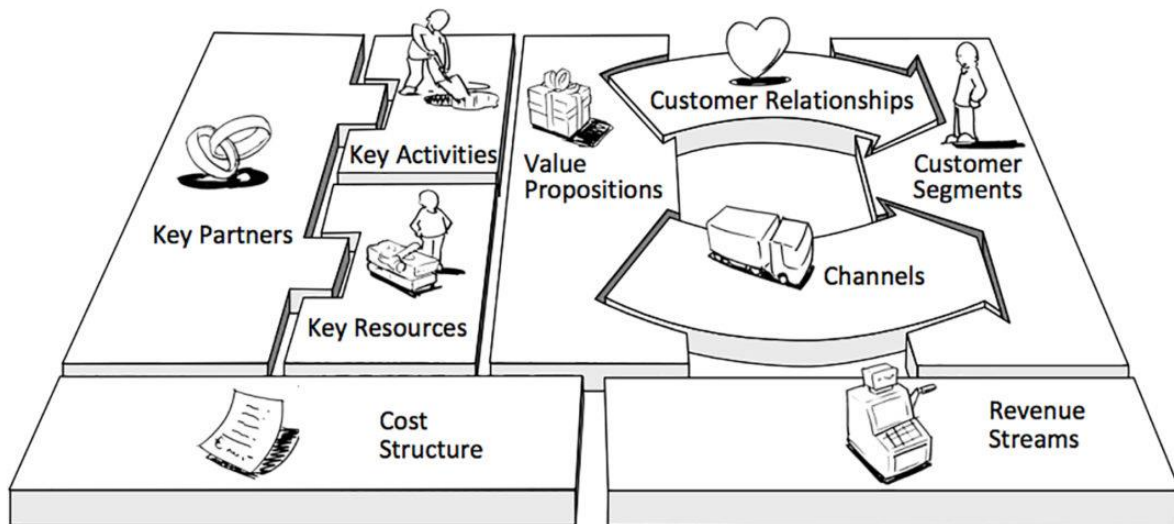 Key Partners
Key Activities
Key Resources
Value
Propositions
Customer Relationships
Channels
Customer
Segments
Cost
Structure
Revenue
Streams